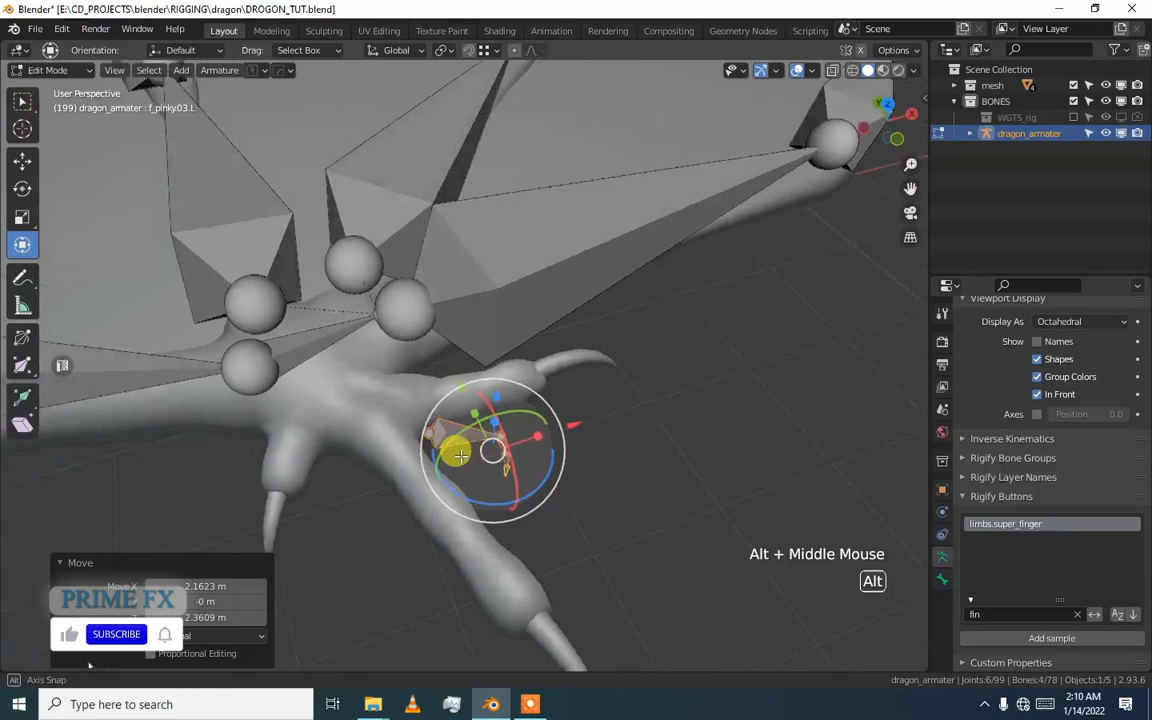 Blender* [E:\CD_PROJECTS\blender\RIGGING\dragon\DROGON_TUT.blend]
File Edit Render Window Help Layout Modeling Sculpting UV Editing Texture Paint Shading Animation Rendering Compositing Geometry Nodes Scripting Scene View Layer
Orientation: Default Drag: Select Box Global X Options
Edit Mode View Select Add Armature
User Perspective
(199) dragon_armater : f_pinky.03.L
Scene Collection
mesh 4
BONES
WGTS_rig
dragon_armater
Y Z X
Viewport Display
Display As Octahedral
Show Names
Shapes
Group Colors
In Front
Axes Position 0.0
Inverse Kinematics
Rigify Bone Groups
Rigify Layer Names
Rigify Buttons
limbs.super_finger
fin
Add sample
Custom Properties
Alt + Middle Mouse
Alt
Move
Move X 2.1623 m
-0 m
2.3609 m
Proportional Editing
PRIME FX
SUBSCRIBE
Alt Axis Snap
dragon_armater | Joints:6/99 | Bones:4/78 | Objects:1/5 | 2.93.6
Type here to search
2:10 AM
1/14/2022